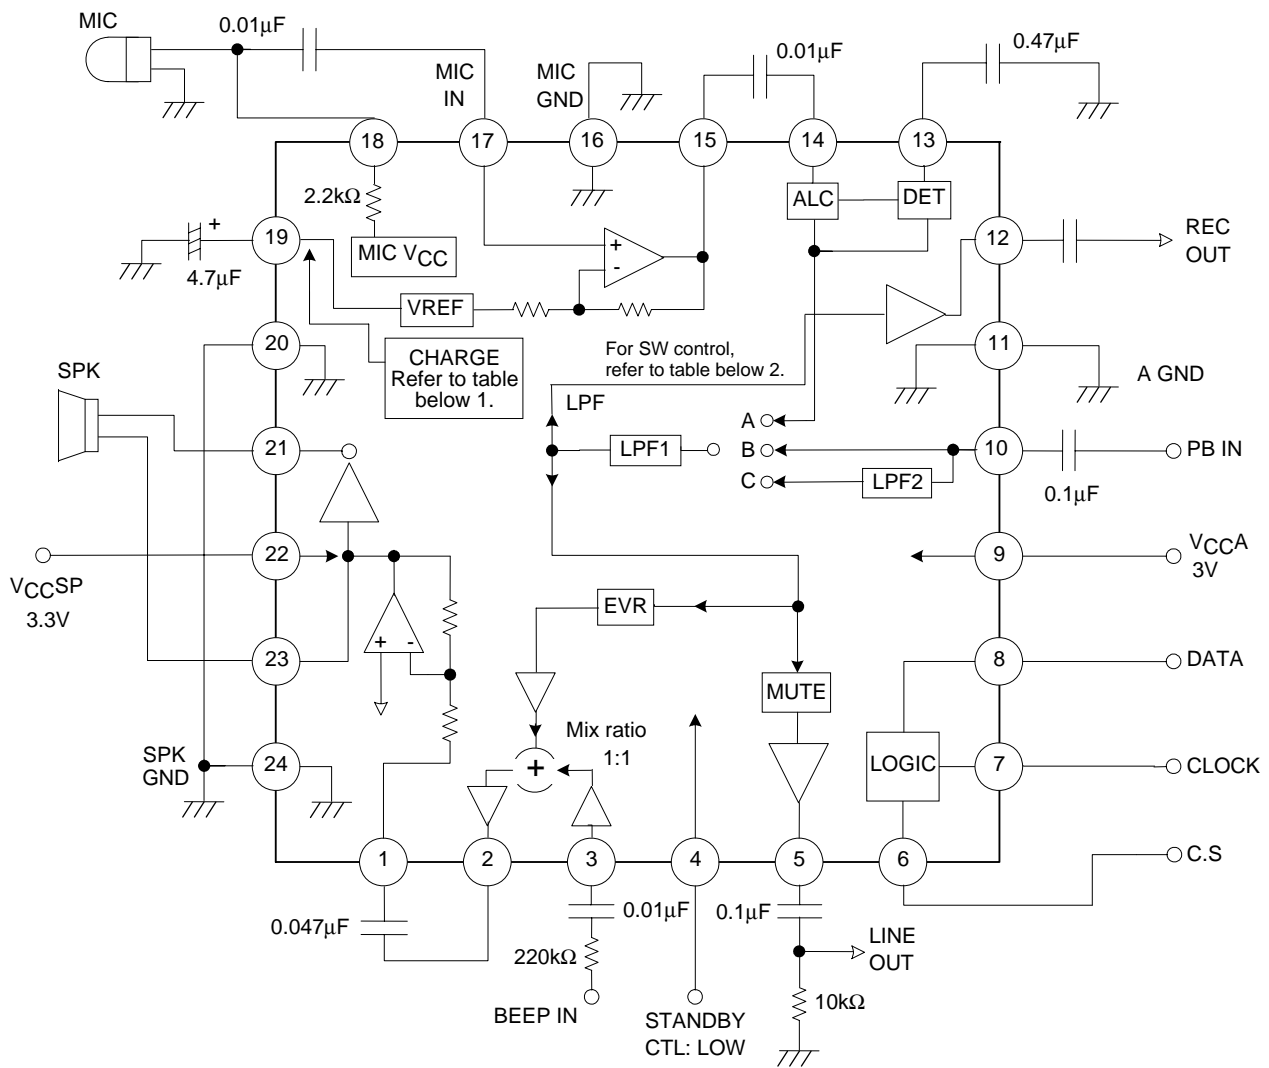 MIC
0.01μF
MIC
IN
MIC
GND
0.01μF
0.47μF
18
17
16
15
14
13
2.2kΩ
MIC VCC
ALC
DET
+
-
19
+
4.7μF
VREF
12
REC
OUT
20
CHARGE
Refer to table
below 1.
For SW control,
refer to table below 2.
11
A GND
SPK
LPF
21
LPF1
A
B
C
LPF2
10
PB IN
0.1μF
22
VCCSP
3.3V
9
VCCA
3V
EVR
+
-
23
MUTE
8
DATA
SPK
GND
24
Mix ratio
1:1
+
LOGIC
7
CLOCK
1
2
3
4
5
6
C.S
0.047μF
0.01μF
220kΩ
BEEP IN
STANDBY
CTL: LOW
0.1μF
LINE
OUT
10kΩ